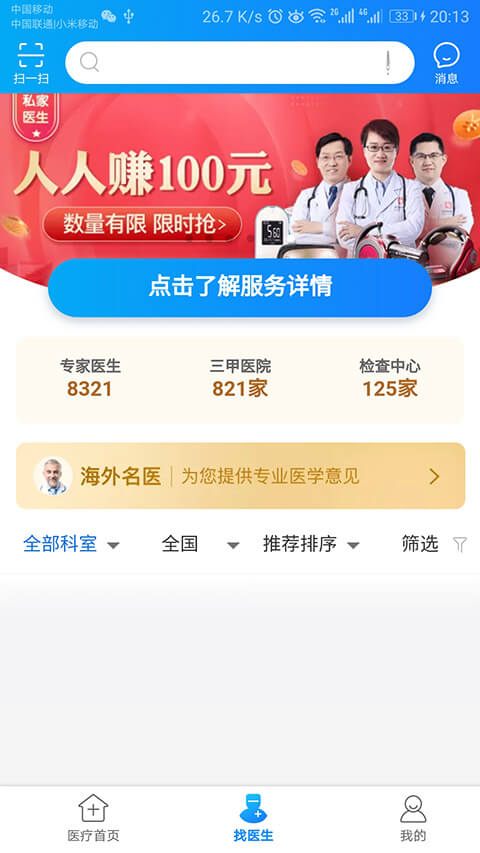 中国移动
中国联通|小米移动
26.7 K/s
2G
4G
33
20:13
扫一扫
消息
私家
医生
人人赚100元
数量有限 限时抢>
560
点击了解服务详情
专家医生
三甲医院
检查中心
8321
821家
125家
海外名医
为您提供专业医学意见
全部科室
全国
推荐排序
筛选
医疗首页
找医生
我的